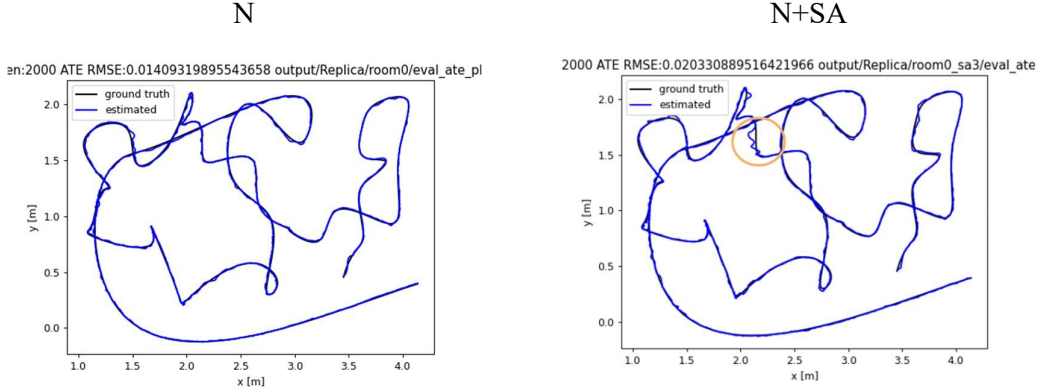 N
N+SA
en:2000 ATE RMSE:0.01409319895543658 output/Replica/room0/eval_ate_pl
ground truth
estimated
2.0
1.5
1.0
0.5
0.0
y [m]
1.0 1.5 2.0 2.5 3.0 3.5 4.0
x [m]
2000 ATE RMSE:0.020330889516421966 output/Replica/room0_sa3/eval_ate
ground truth
estimated
2.0
1.5
1.0
0.5
0.0
y [m]
1.0 1.5 2.0 2.5 3.0 3.5 4.0
x [m]